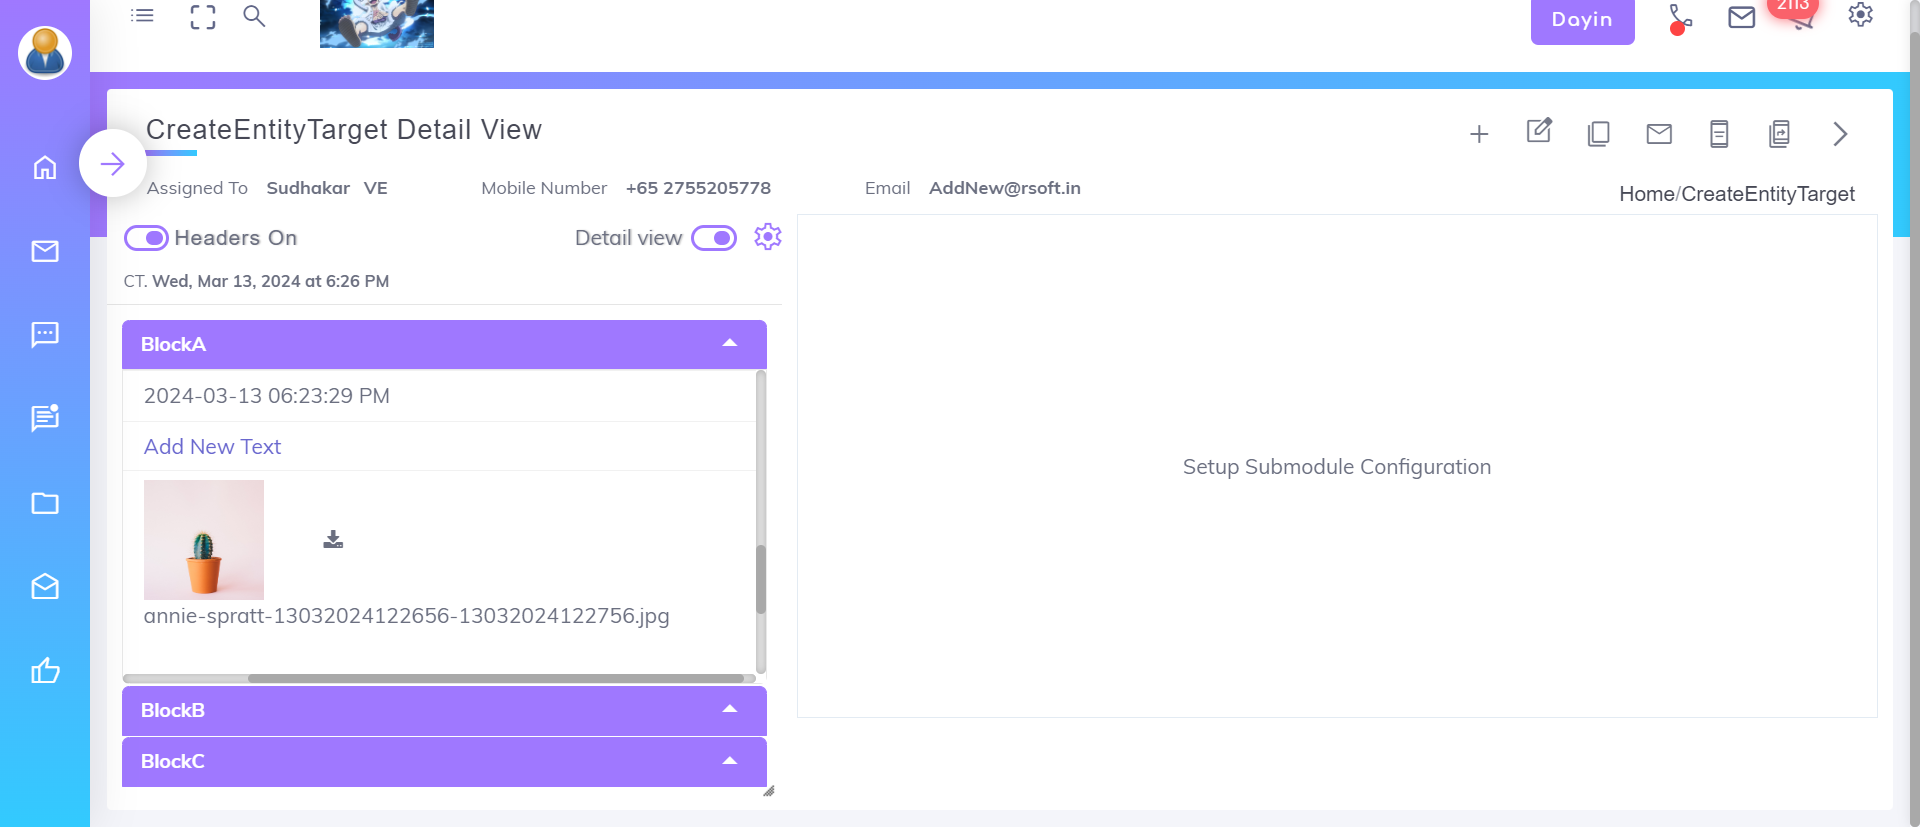 Dayin
2113
CreateEntityTarget Detail View
Assigned To Sudhakar VE Mobile Number +65 2755205778 Email AddNew@rsoft.in
Home/CreateEntityTarget
Headers On Detail view
CT. Wed, Mar 13, 2024 at 6:26 PM
BlockA
2024-03-13 06:23:29 PM
Add New Text
Setup Submodule Configuration
annie-spratt-13032024122656-13032024122756.jpg
BlockB
BlockC